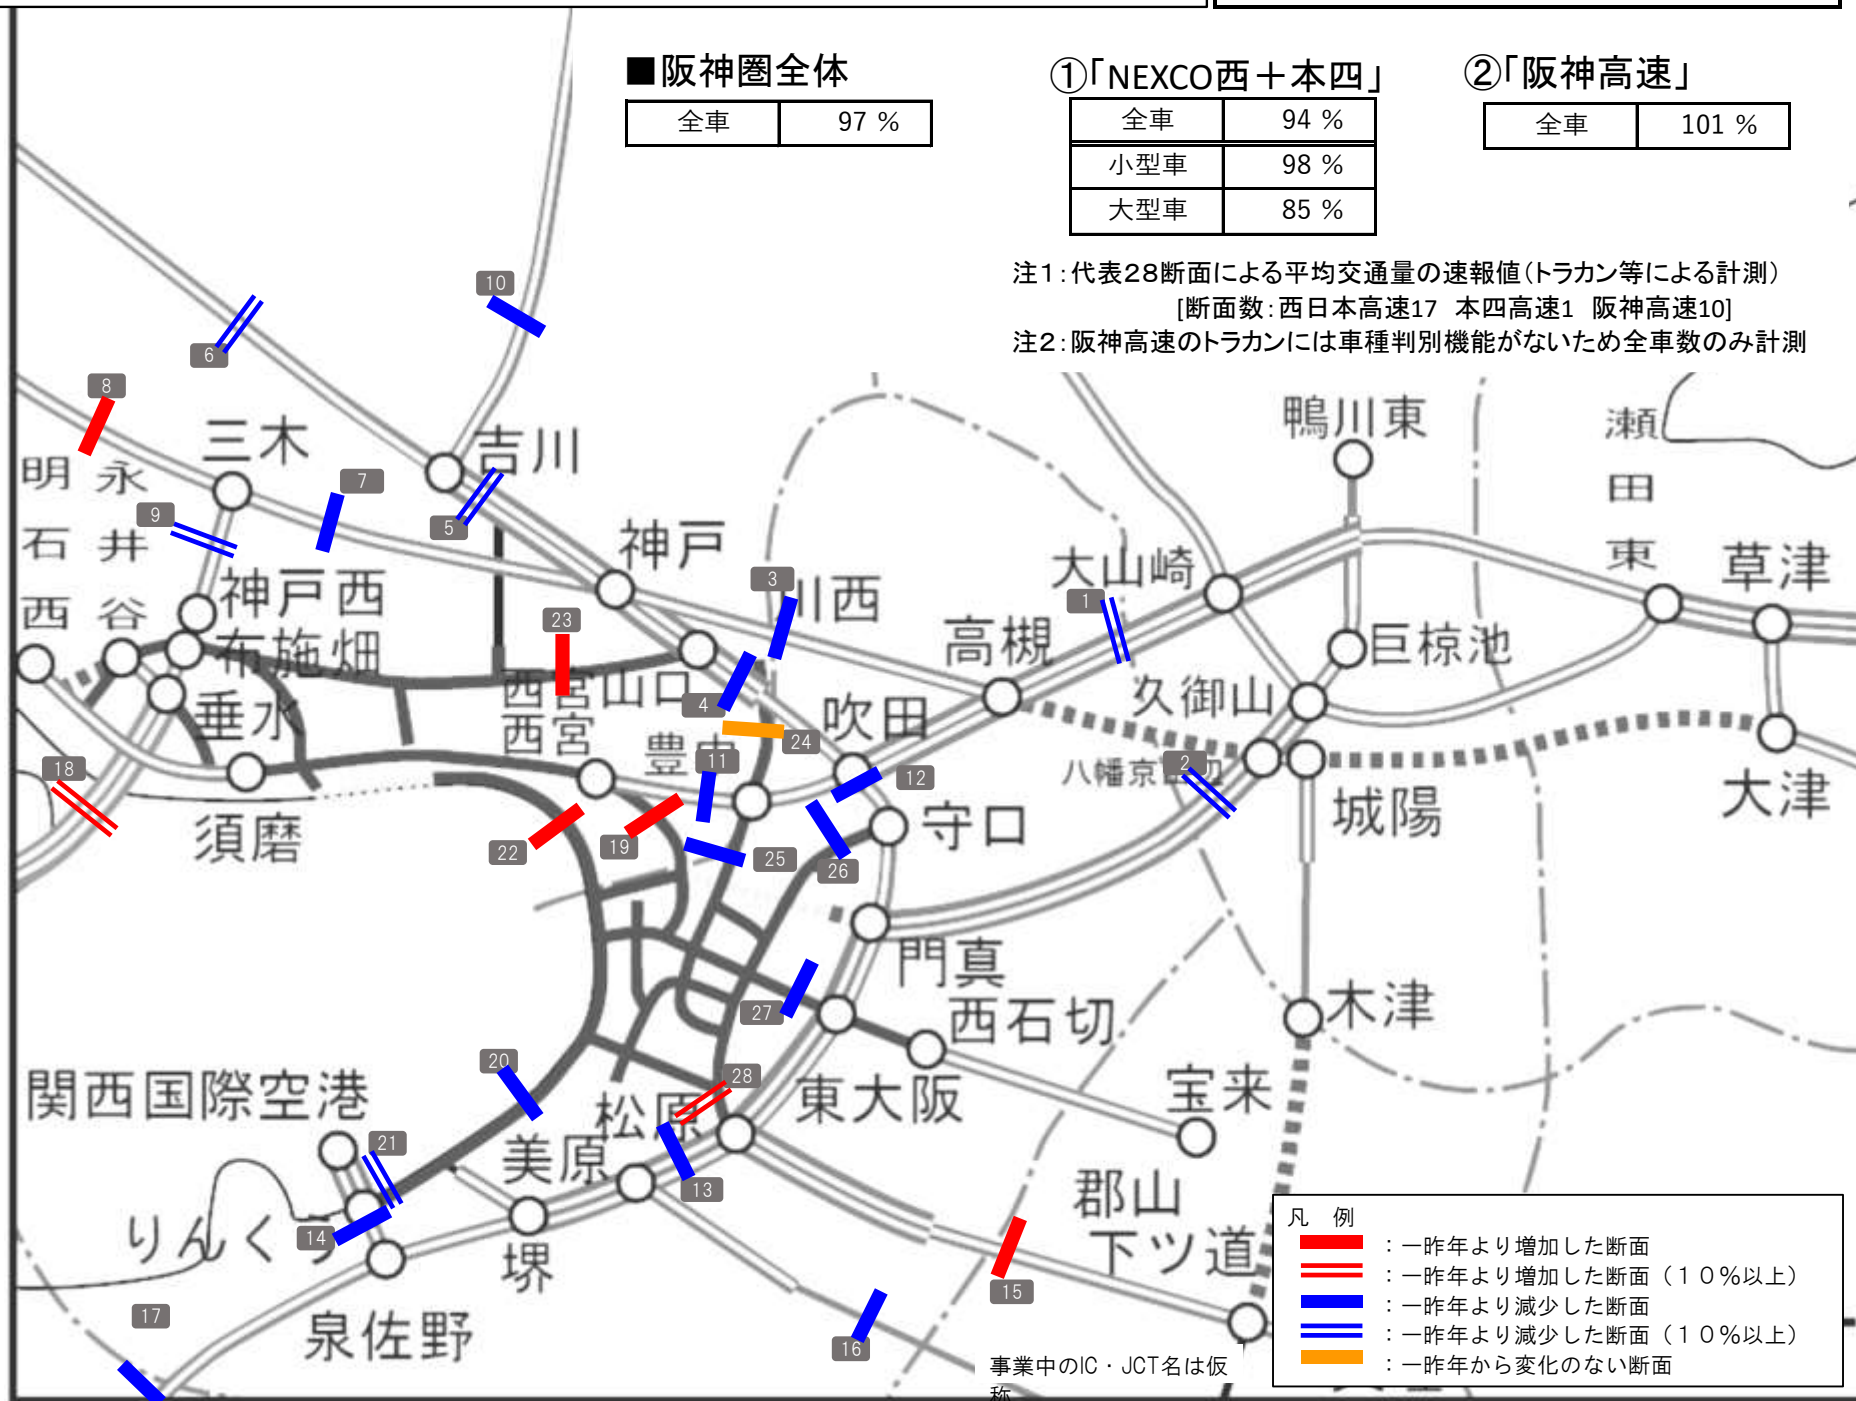 ■阪神圏全体
全車 97 %
①「NEXCO西＋本四」
全車 94 %
小型車 98 %
大型車 85 %
②「阪神高速」
全車 101 %
注1：代表28断面による平均交通量の速報値（トラカン等による計測）
[断面数：西日本高速17 本四高速1 阪神高速10]
注2：阪神高速のトラカンには車種判別機能がないため全車数のみ計測
10
6
8
三木
吉川
7
明石西
永井谷
9
5
神戸
神戸西
布施畑
3
川西
大山崎
1
鴨川東
瀬田東
草津
23
西宮山口
西宮
4
24
高槻
巨椋池
久御山
垂水
18
須磨
豊中
11
吹田
12
八幡京田辺
2
城陽
大津
22
19
25
26
守口
門真
27
西石切
木津
20
28
東大阪
宝来
関西国際空港
21
松原
美原
13
14
りんくう
堺
郡山下ツ道
15
17
泉佐野
16
事業中のIC・JCT名は仮称
凡 例
：一昨年より増加した断面
：一昨年より増加した断面（１０％以上）
：一昨年より減少した断面
：一昨年より減少した断面（１０％以上）
：一昨年から変化のない断面